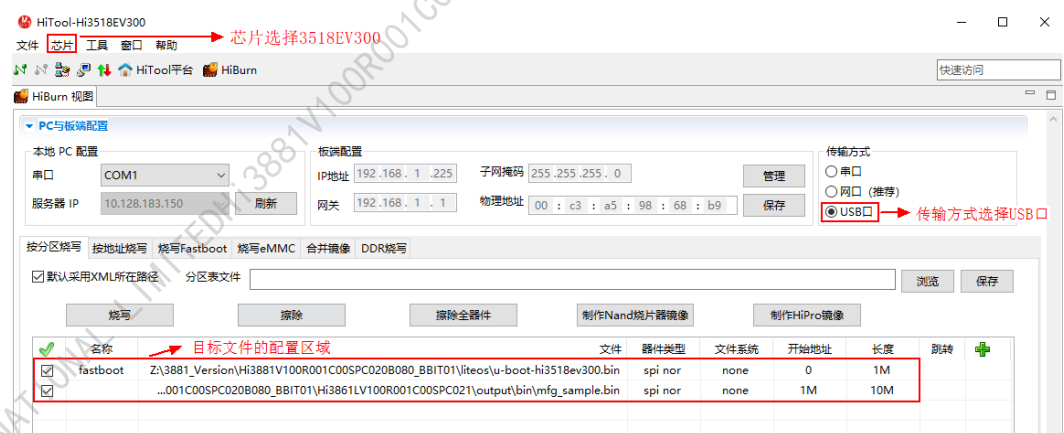 HiTool-Hi3518EV300
文件 芯片 工具 窗口 帮助
芯片选择3518EV300
HiTool平台 HiBurn
快速访问
HiBurn 视图
PC与板端配置
本地 PC 配置 板端配置 传输方式
串口 COM1 IP地址 192 .168 . 1 .225 子网掩码 255 .255 .255 . 0 管理 串口
网口（推荐）
服务器 IP 10.128.183.150 刷新 网关 192 .168 . 1 . 1 物理地址 00 : c3 : a5 : 98 : 68 : b9 保存 USB口
传输方式选择USB口
按分区烧写 按地址烧写 烧写Fastboot 烧写eMMC 合并镜像 DDR烧写
默认采用XML所在路径 分区表文件 浏览 保存
烧写 擦除 擦除全器件 制作Nand烧片器镜像 制作HiPro镜像
名称 目标文件的配置区域 文件 器件类型 文件系统 开始地址 长度 跳转
fastboot Z:\3881_Version\Hi3881V100R001C00SPC020B080_BBIT01\liteos\u-boot-hi3518ev300.bin spi nor none 0 1M
...001C00SPC020B080_BBIT01\Hi3861LV100R001C00SPC021\output\bin\mfg_sample.bin spi nor none 1M 10M
NATIONAL_LIMITEDHi3881V100R001C0